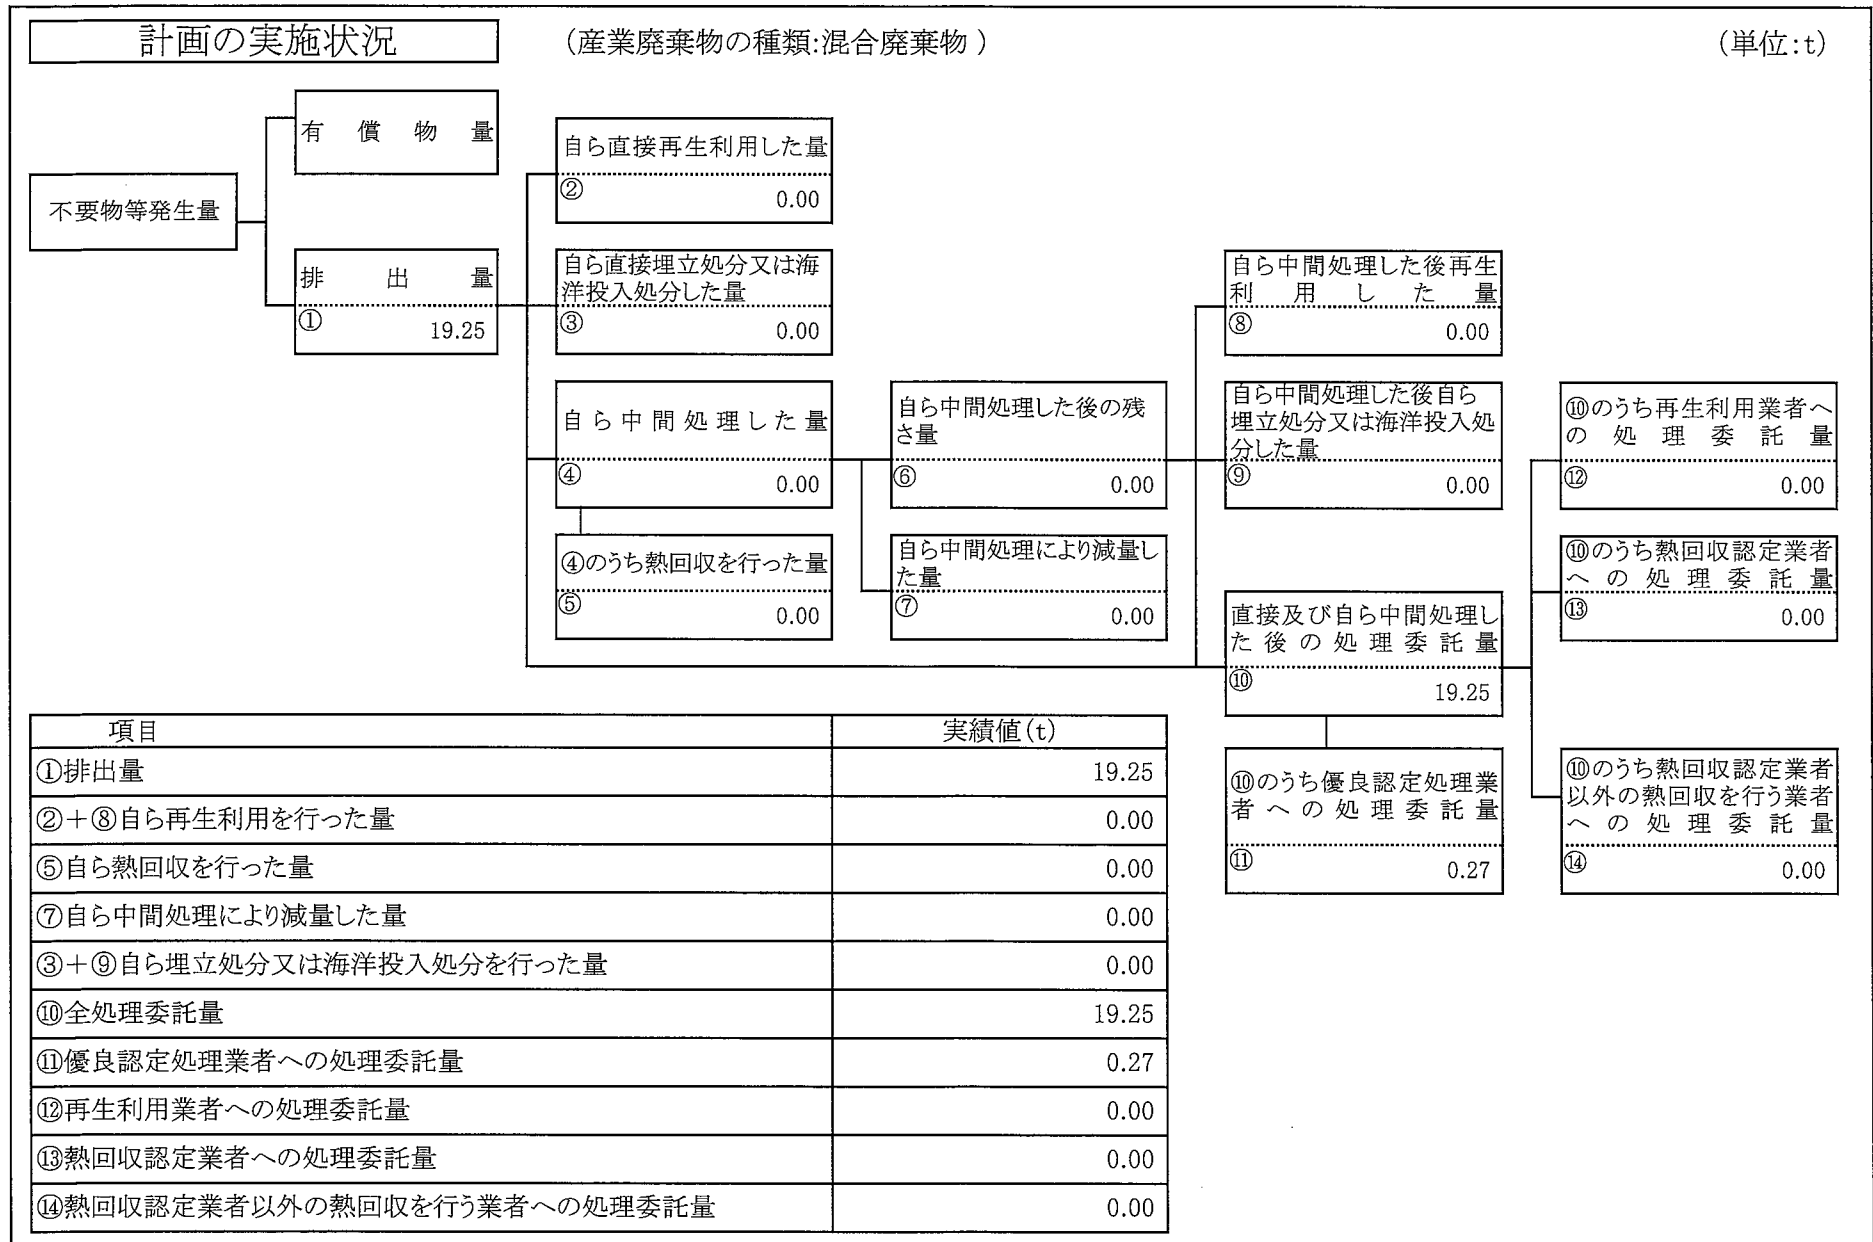 計画の実施状況
(産業廃棄物の種類:混合廃棄物 )
(単位:t)
有償物量
不要物等発生量
排出量
① 19.25
自ら直接再生利用した量
② 0.00
自ら直接埋立処分又は海
洋投入処分した量
③ 0.00
自ら中間処理した量
④ 0.00
④のうち熱回収を行った量
⑤ 0.00
自ら中間処理した後の残
さ量
⑥ 0.00
自ら中間処理により減量し
た量
⑦ 0.00
自ら中間処理した後再生
利用した量
⑧ 0.00
自ら中間処理した後自ら
埋立処分又は海洋投入処
分した量
⑨ 0.00
直接及び自ら中間処理し
た後の処理委託量
⑩ 19.25
⑩のうち優良認定処理業
者への処理委託量
⑪ 0.27
⑩のうち再生利用業者へ
の処理委託量
⑫ 0.00
⑩のうち熱回収認定業者
への処理委託量
⑬ 0.00
⑩のうち熱回収認定業者
以外の熱回収を行う業者
への処理委託量
⑭ 0.00
項目 実績値(t)
①排出量 19.25
②+⑧自ら再生利用を行った量 0.00
⑤自ら熱回収を行った量 0.00
⑦自ら中間処理により減量した量 0.00
③+⑨自ら埋立処分又は海洋投入処分を行った量 0.00
⑩全処理委託量 19.25
⑪優良認定処理業者への処理委託量 0.27
⑫再生利用業者への処理委託量 0.00
⑬熱回収認定業者への処理委託量 0.00
⑭熱回収認定業者以外の熱回収を行う業者への処理委託量 0.00